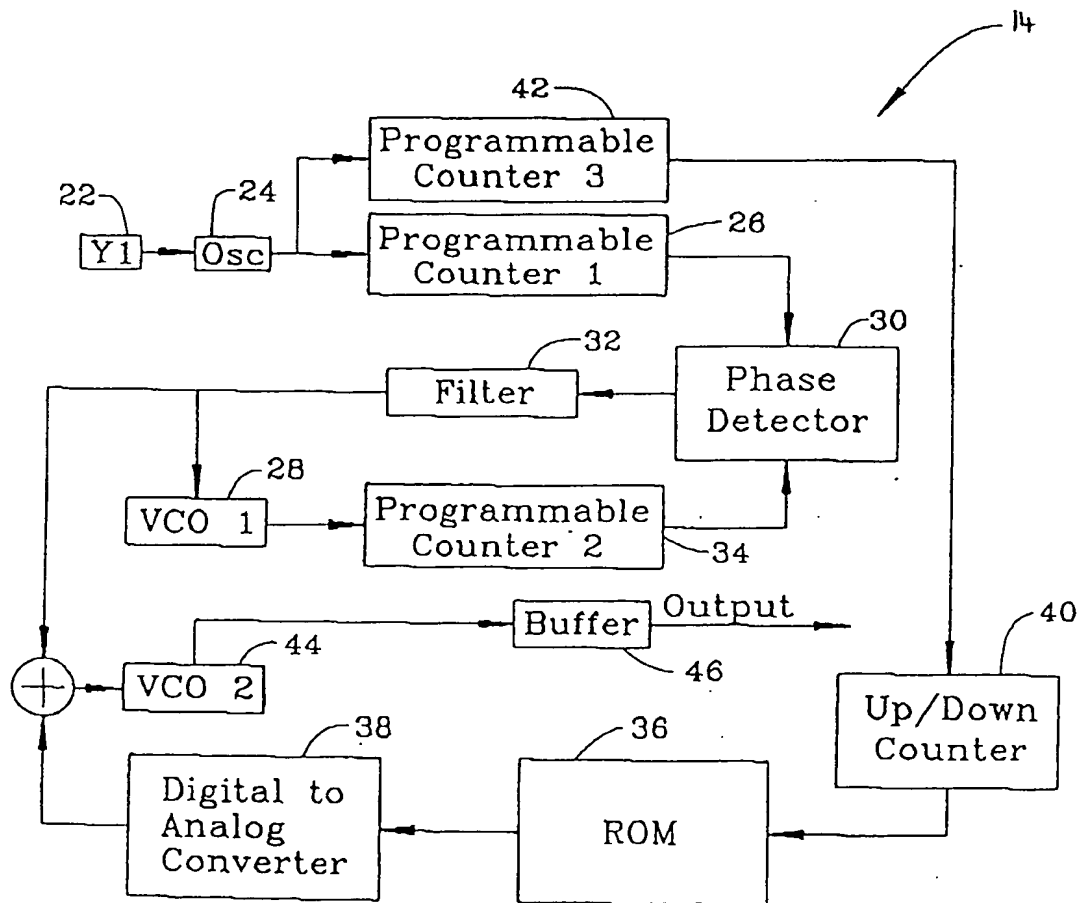 14
42
Programmable
Counter 3
22
24
Y1
Osc
26
Programmable
Counter 1
30
Phase
Detector
32
Filter
28
VCO 1
Programmable
Counter 2
34
Output
Buffer
46
44
VCO 2
40
Up/Down
Counter
38
Digital to
Analog
Converter
36
ROM